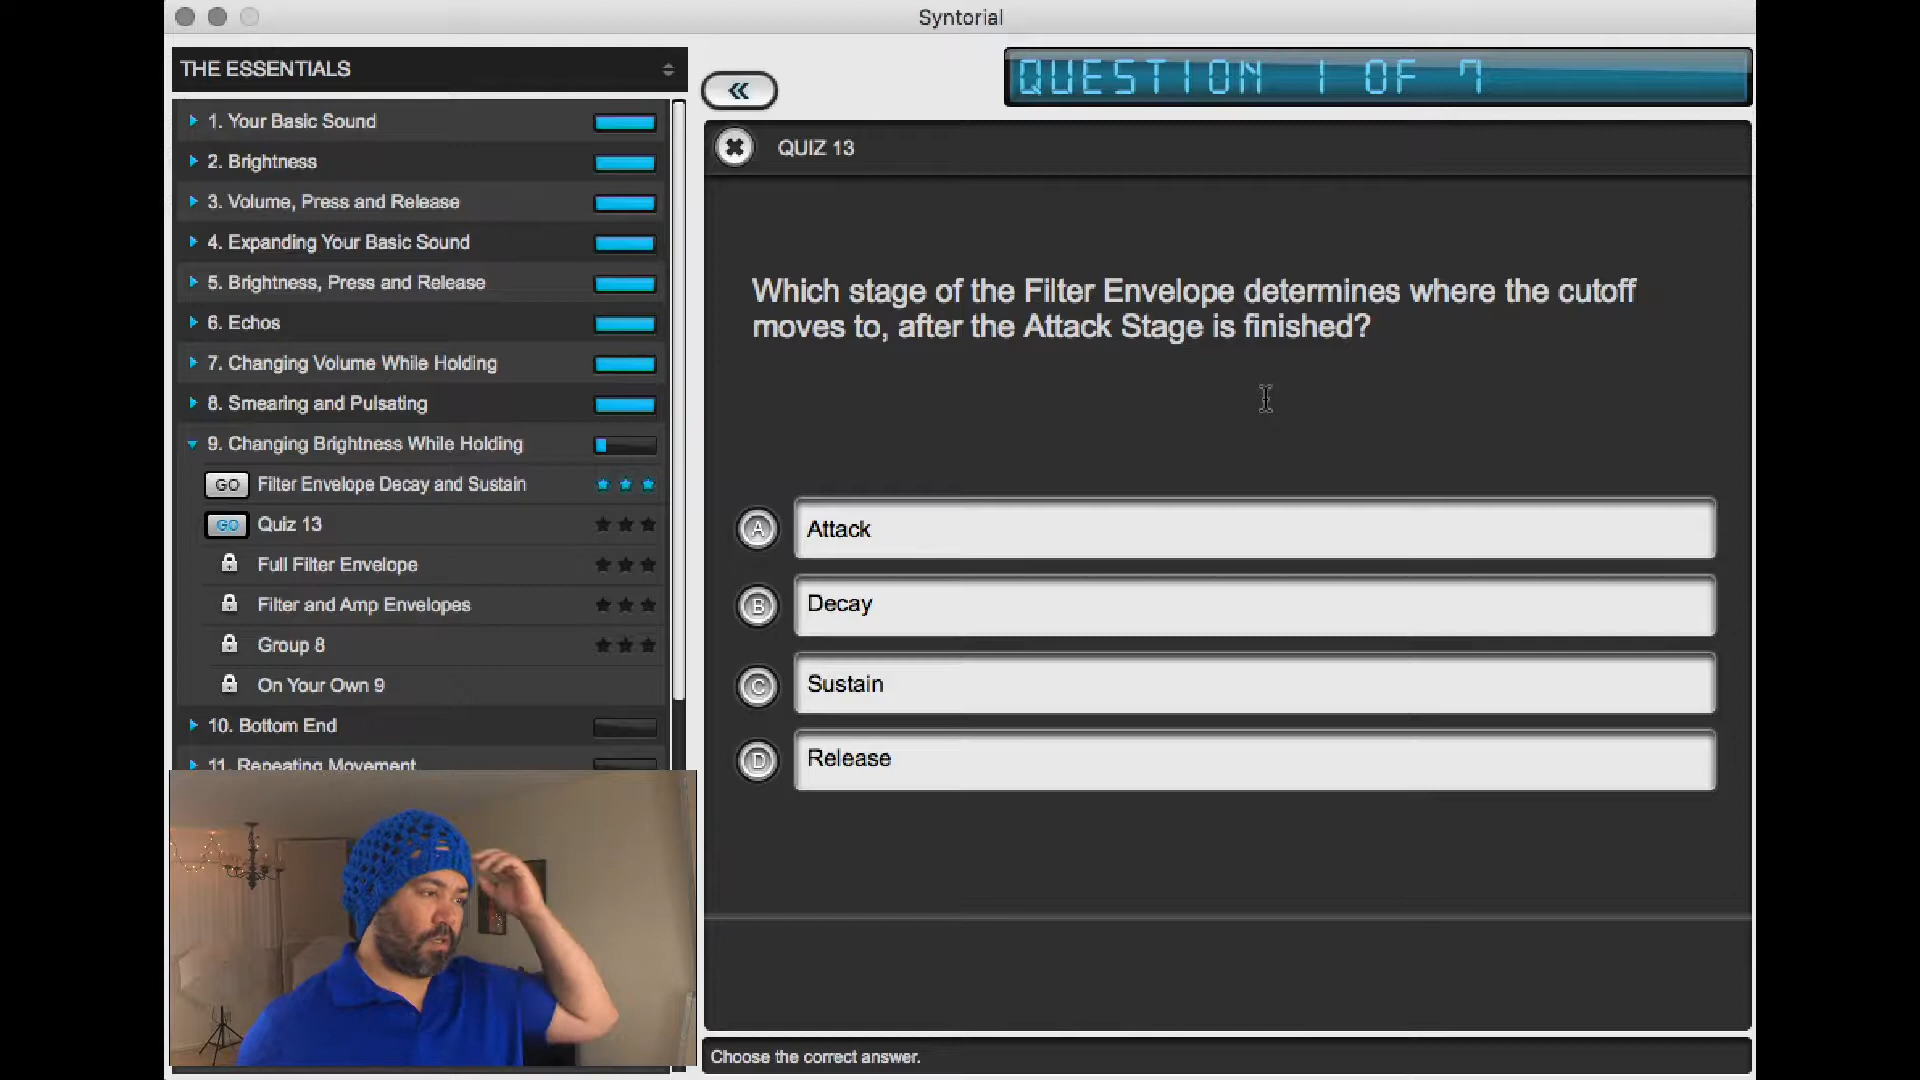 Syntorial
THE ESSENTIALS
1. Your Basic Sound
2. Brightness
3. Volume, Press and Release
4. Expanding Your Basic Sound
5. Brightness, Press and Release
6. Echos
7. Changing Volume While Holding
8. Smearing and Pulsating
9. Changing Brightness While Holding
GO Filter Envelope Decay and Sustain
GO Quiz 13
Full Filter Envelope
Filter and Amp Envelopes
Group 8
On Your Own 9
10. Bottom End
11. Repeating Movement
QUESTION 1 OF 7
QUIZ 13
Which stage of the Filter Envelope determines where the cutoff
moves to, after the Attack Stage is finished?
A Attack
B Decay
C Sustain
D Release
Choose the correct answer.